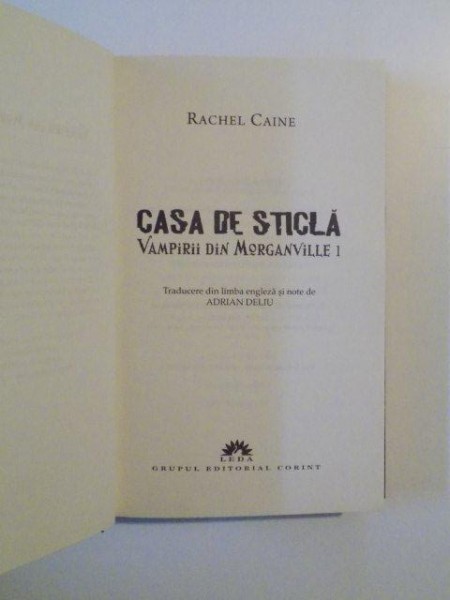 RACHEL CAINE
CASA DE STICLĂ
VAMPIRII DIN MORGANVILLE 1
Traducere din limba engleză și note de
ADRIAN DELIU
LEDA
GRUPUL EDITORIAL CORINT